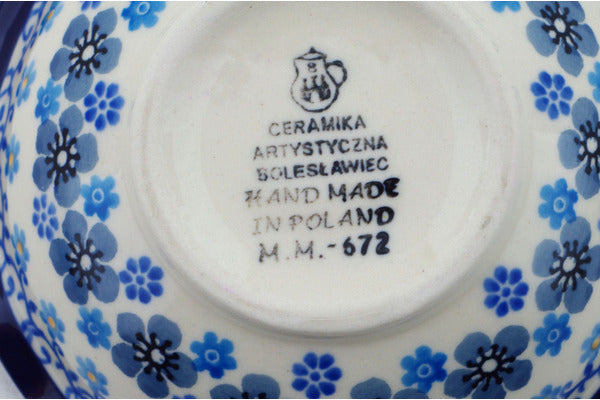 B
CERAMIKA
ARTYSTYCZNA
BOLESŁAWIEC
HAND MADE
IN POLAND
M.M.-672